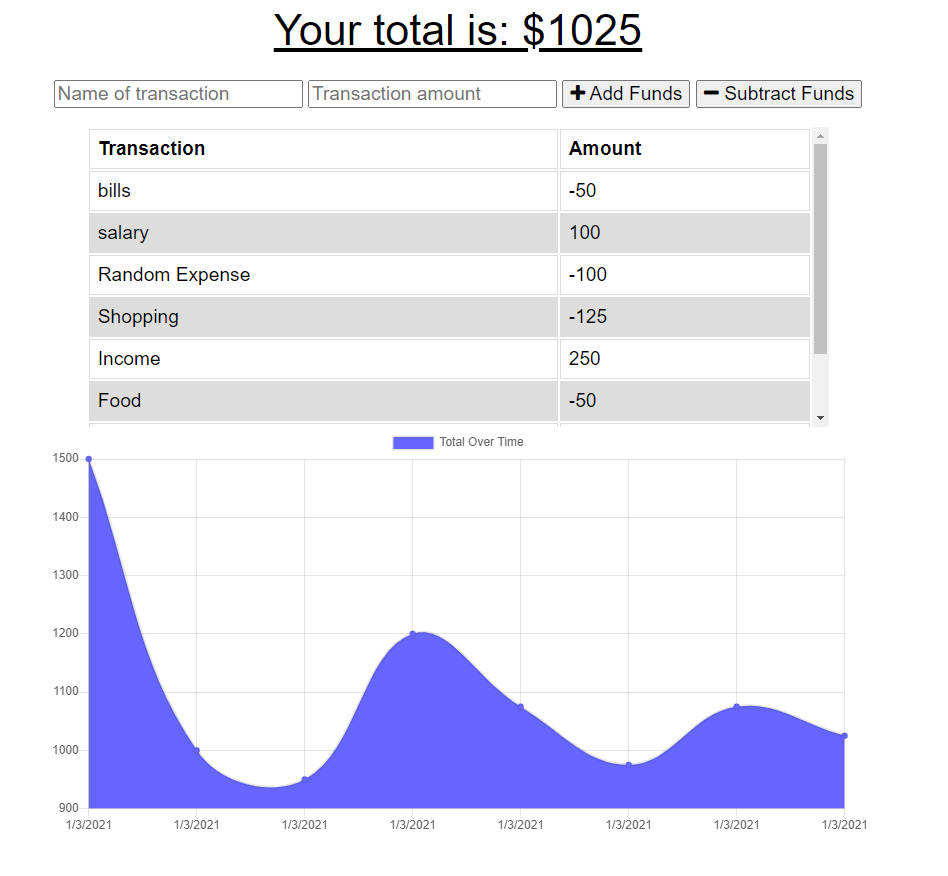 Your total is: $1025
Name of transaction Transaction amount Add Funds Subtract Funds
Transaction Amount
bills -50
salary 100
Random Expense -100
Shopping -125
Income 250
Food -50
Total Over Time
1500
1400
1300
1200
1100
1000
900
1/3/2021 1/3/2021 1/3/2021 1/3/2021 1/3/2021 1/3/2021 1/3/2021 1/3/2021